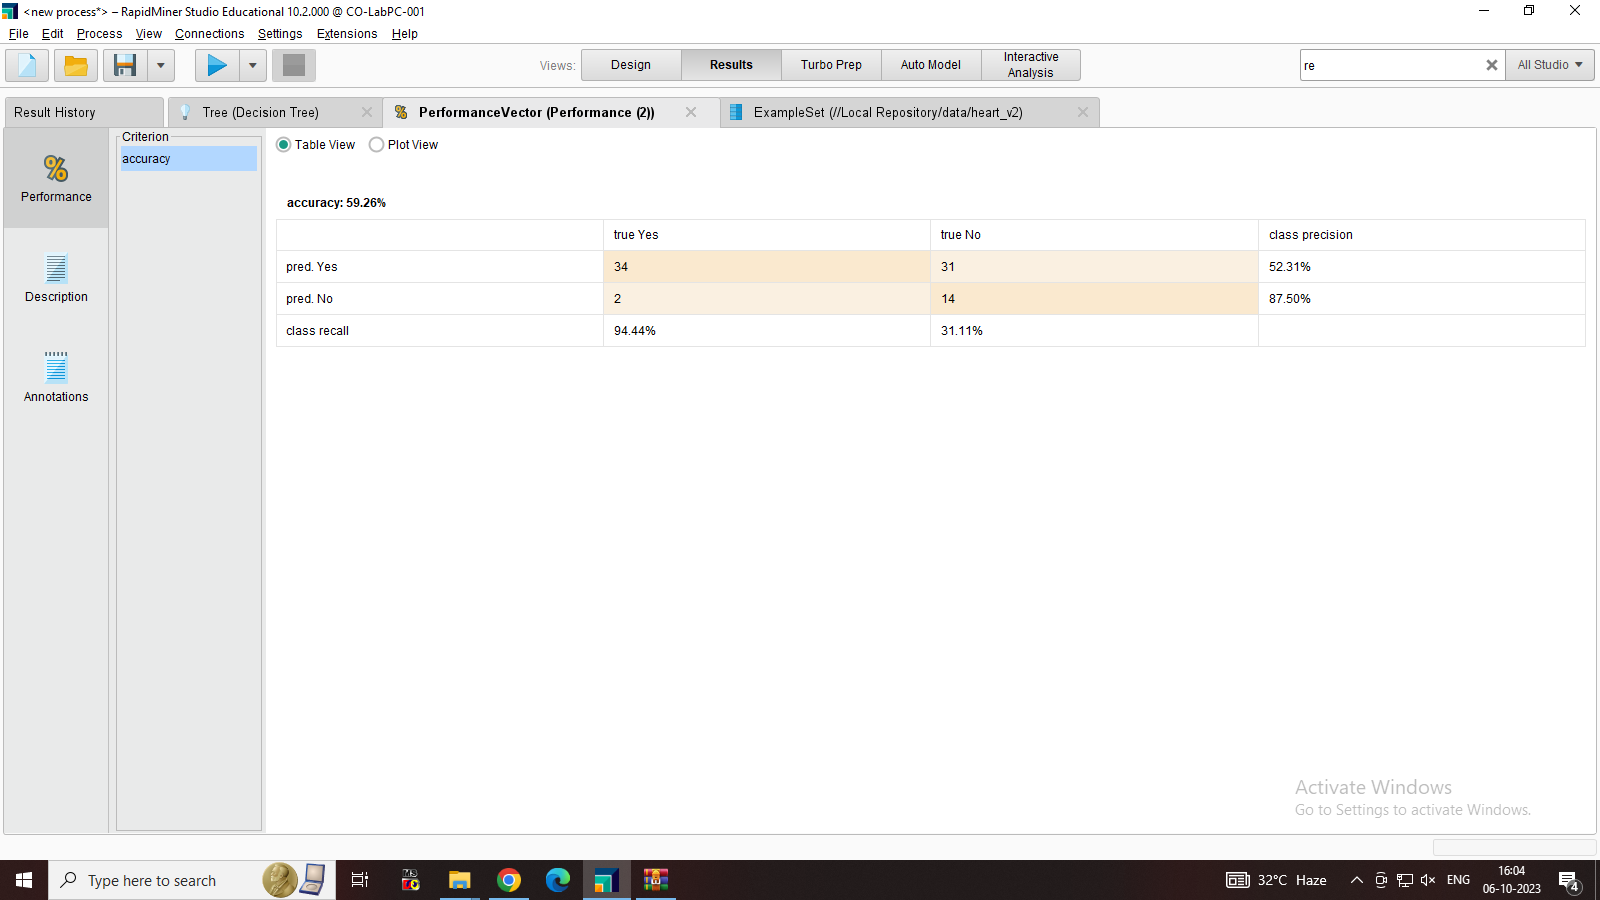 <new process*> – RapidMiner Studio Educational 10.2.000 @ CO-LabPC-001
File Edit Process View Connections Settings Extensions Help
Views: Design Results Turbo Prep Auto Model Interactive Analysis re All Studio
Result History Tree (Decision Tree) PerformanceVector (Performance (2)) ExampleSet (//Local Repository/data/heart_v2)
Criterion
accuracy
Table View Plot View
% Performance
Description
Annotations
accuracy: 59.26%
true Yes true No class precision
pred. Yes 34 31 52.31%
pred. No 2 14 87.50%
class recall 94.44% 31.11%
Activate Windows
Go to Settings to activate Windows.
Type here to search 32°C Haze ENG 16:04
06-10-2023 4